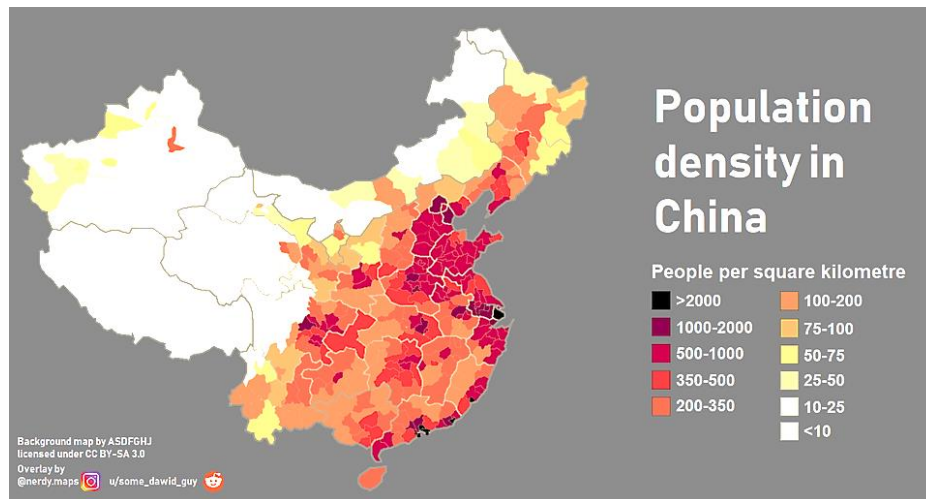 Population
density in
China
People per square kilometre
>2000
1000-2000
500-1000
350-500
200-350
100-200
75-100
50-75
25-50
10-25
<10
Background map by ASDFGHJ
licensed under CC BY-SA 3.0
Overlay by
@nerdy.maps u/some_dawid_guy